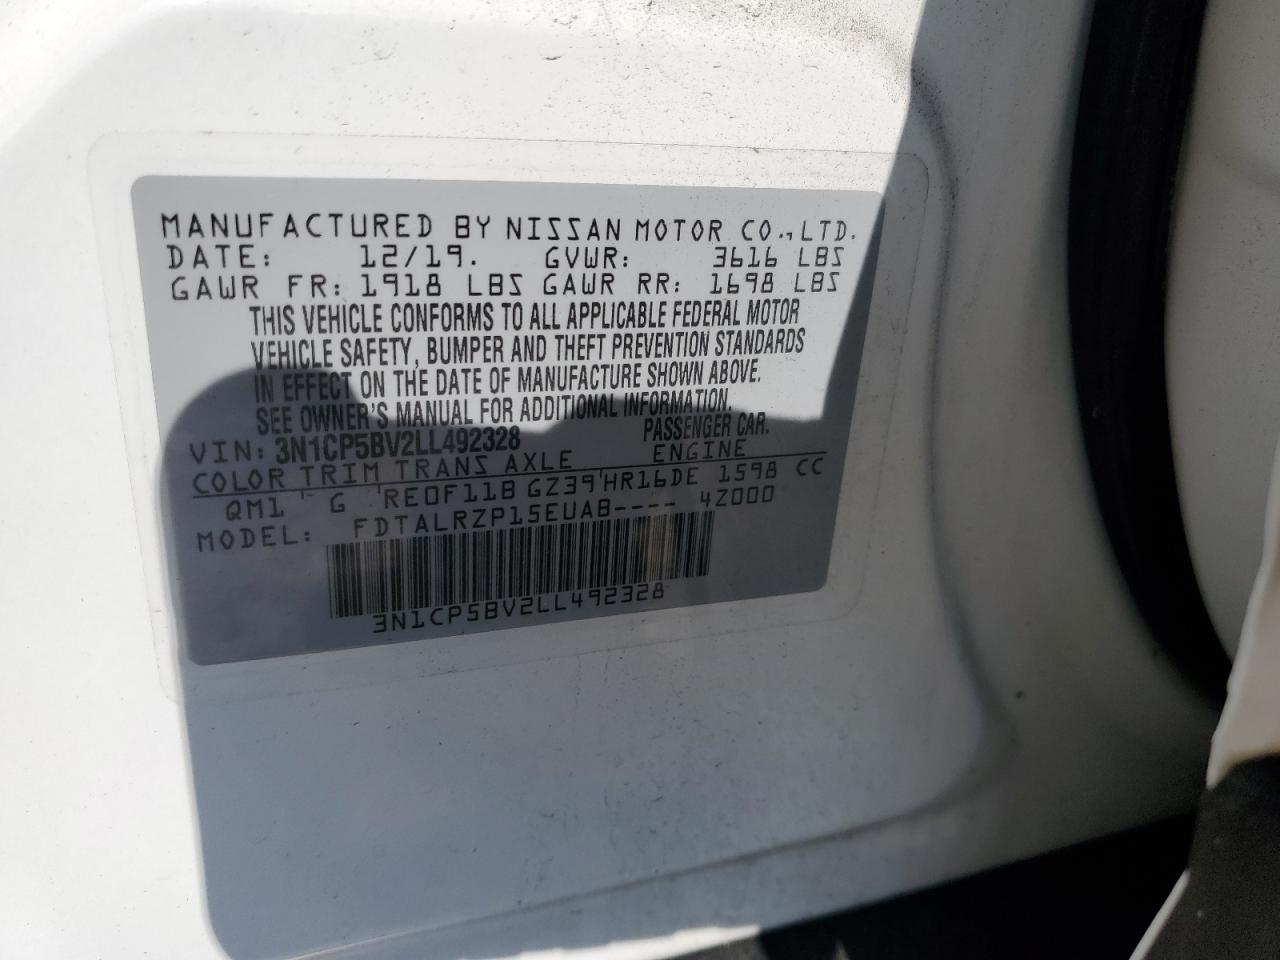 MANUFACTURED BY NISSAN MOTOR CO.,LTD.
DATE: 12/19. GVWR: 3616 LBS
GAWR FR: 1918 LBS GAWR RR: 1698 LBS
THIS VEHICLE CONFORMS TO ALL APPLICABLE FEDERAL MOTOR
VEHICLE SAFETY, BUMPER AND THEFT PREVENTION STANDARDS
IN EFFECT ON THE DATE OF MANUFACTURE SHOWN ABOVE.
SEE OWNER'S MANUAL FOR ADDITIONAL INFORMATION.
VIN: 3N1CP5BV2LL492328 PASSENGER CAR.
COLOR TRIM TRANS AXLE ENGINE
QM1 G RE0F11B GZ39 HR16DE 1598 CC
MODEL: FDTALRZP15EUAB---- 4Z000
3N1CP5BV2LL492328